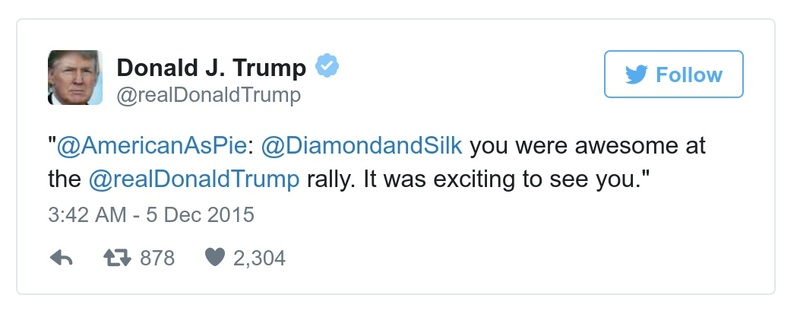 Donald J. Trump
@realDonaldTrump
Follow
"@AmericanAsPie: @DiamondandSilk you were awesome at
the @realDonaldTrump rally. It was exciting to see you."
3:42 AM - 5 Dec 2015
878 2,304